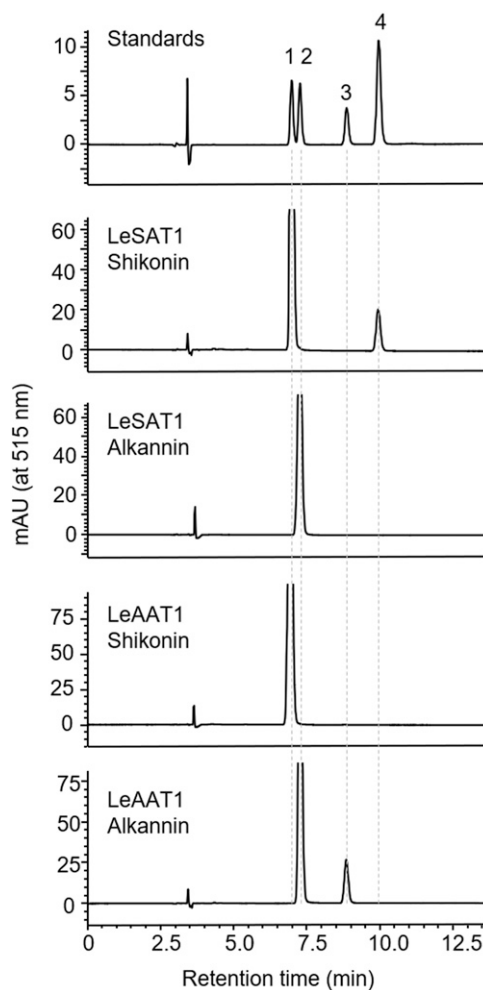 Standards
1 2
3
4
10
5
0
LeSAT1
Shikonin
60
40
20
0
LeSAT1
Alkannin
60
40
20
0
mAU (at 515 nm)
LeAAT1
Shikonin
75
50
25
0
LeAAT1
Alkannin
75
50
25
0
0 2.5 5.0 7.5 10.0 12.5
Retention time (min)